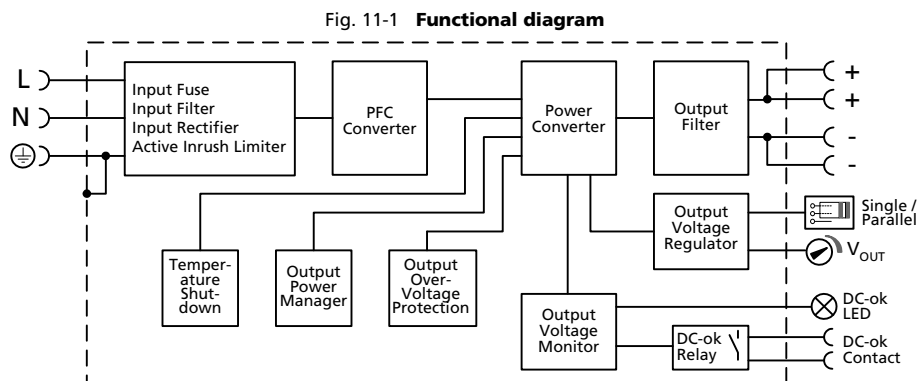 Fig. 11-1 Functional diagram
L
N
Input Fuse
Input Filter
Input Rectifier
Active Inrush Limiter
PFC
Converter
Power
Converter
Output
Filter
+
+
-
-
Output
Voltage
Regulator
Single /
Parallel
VOUT
Temper-
ature
Shut-
down
Output
Power
Manager
Output
Over-
Voltage
Protection
Output
Voltage
Monitor
DC-ok
LED
DC-ok
Relay
DC-ok
Contact